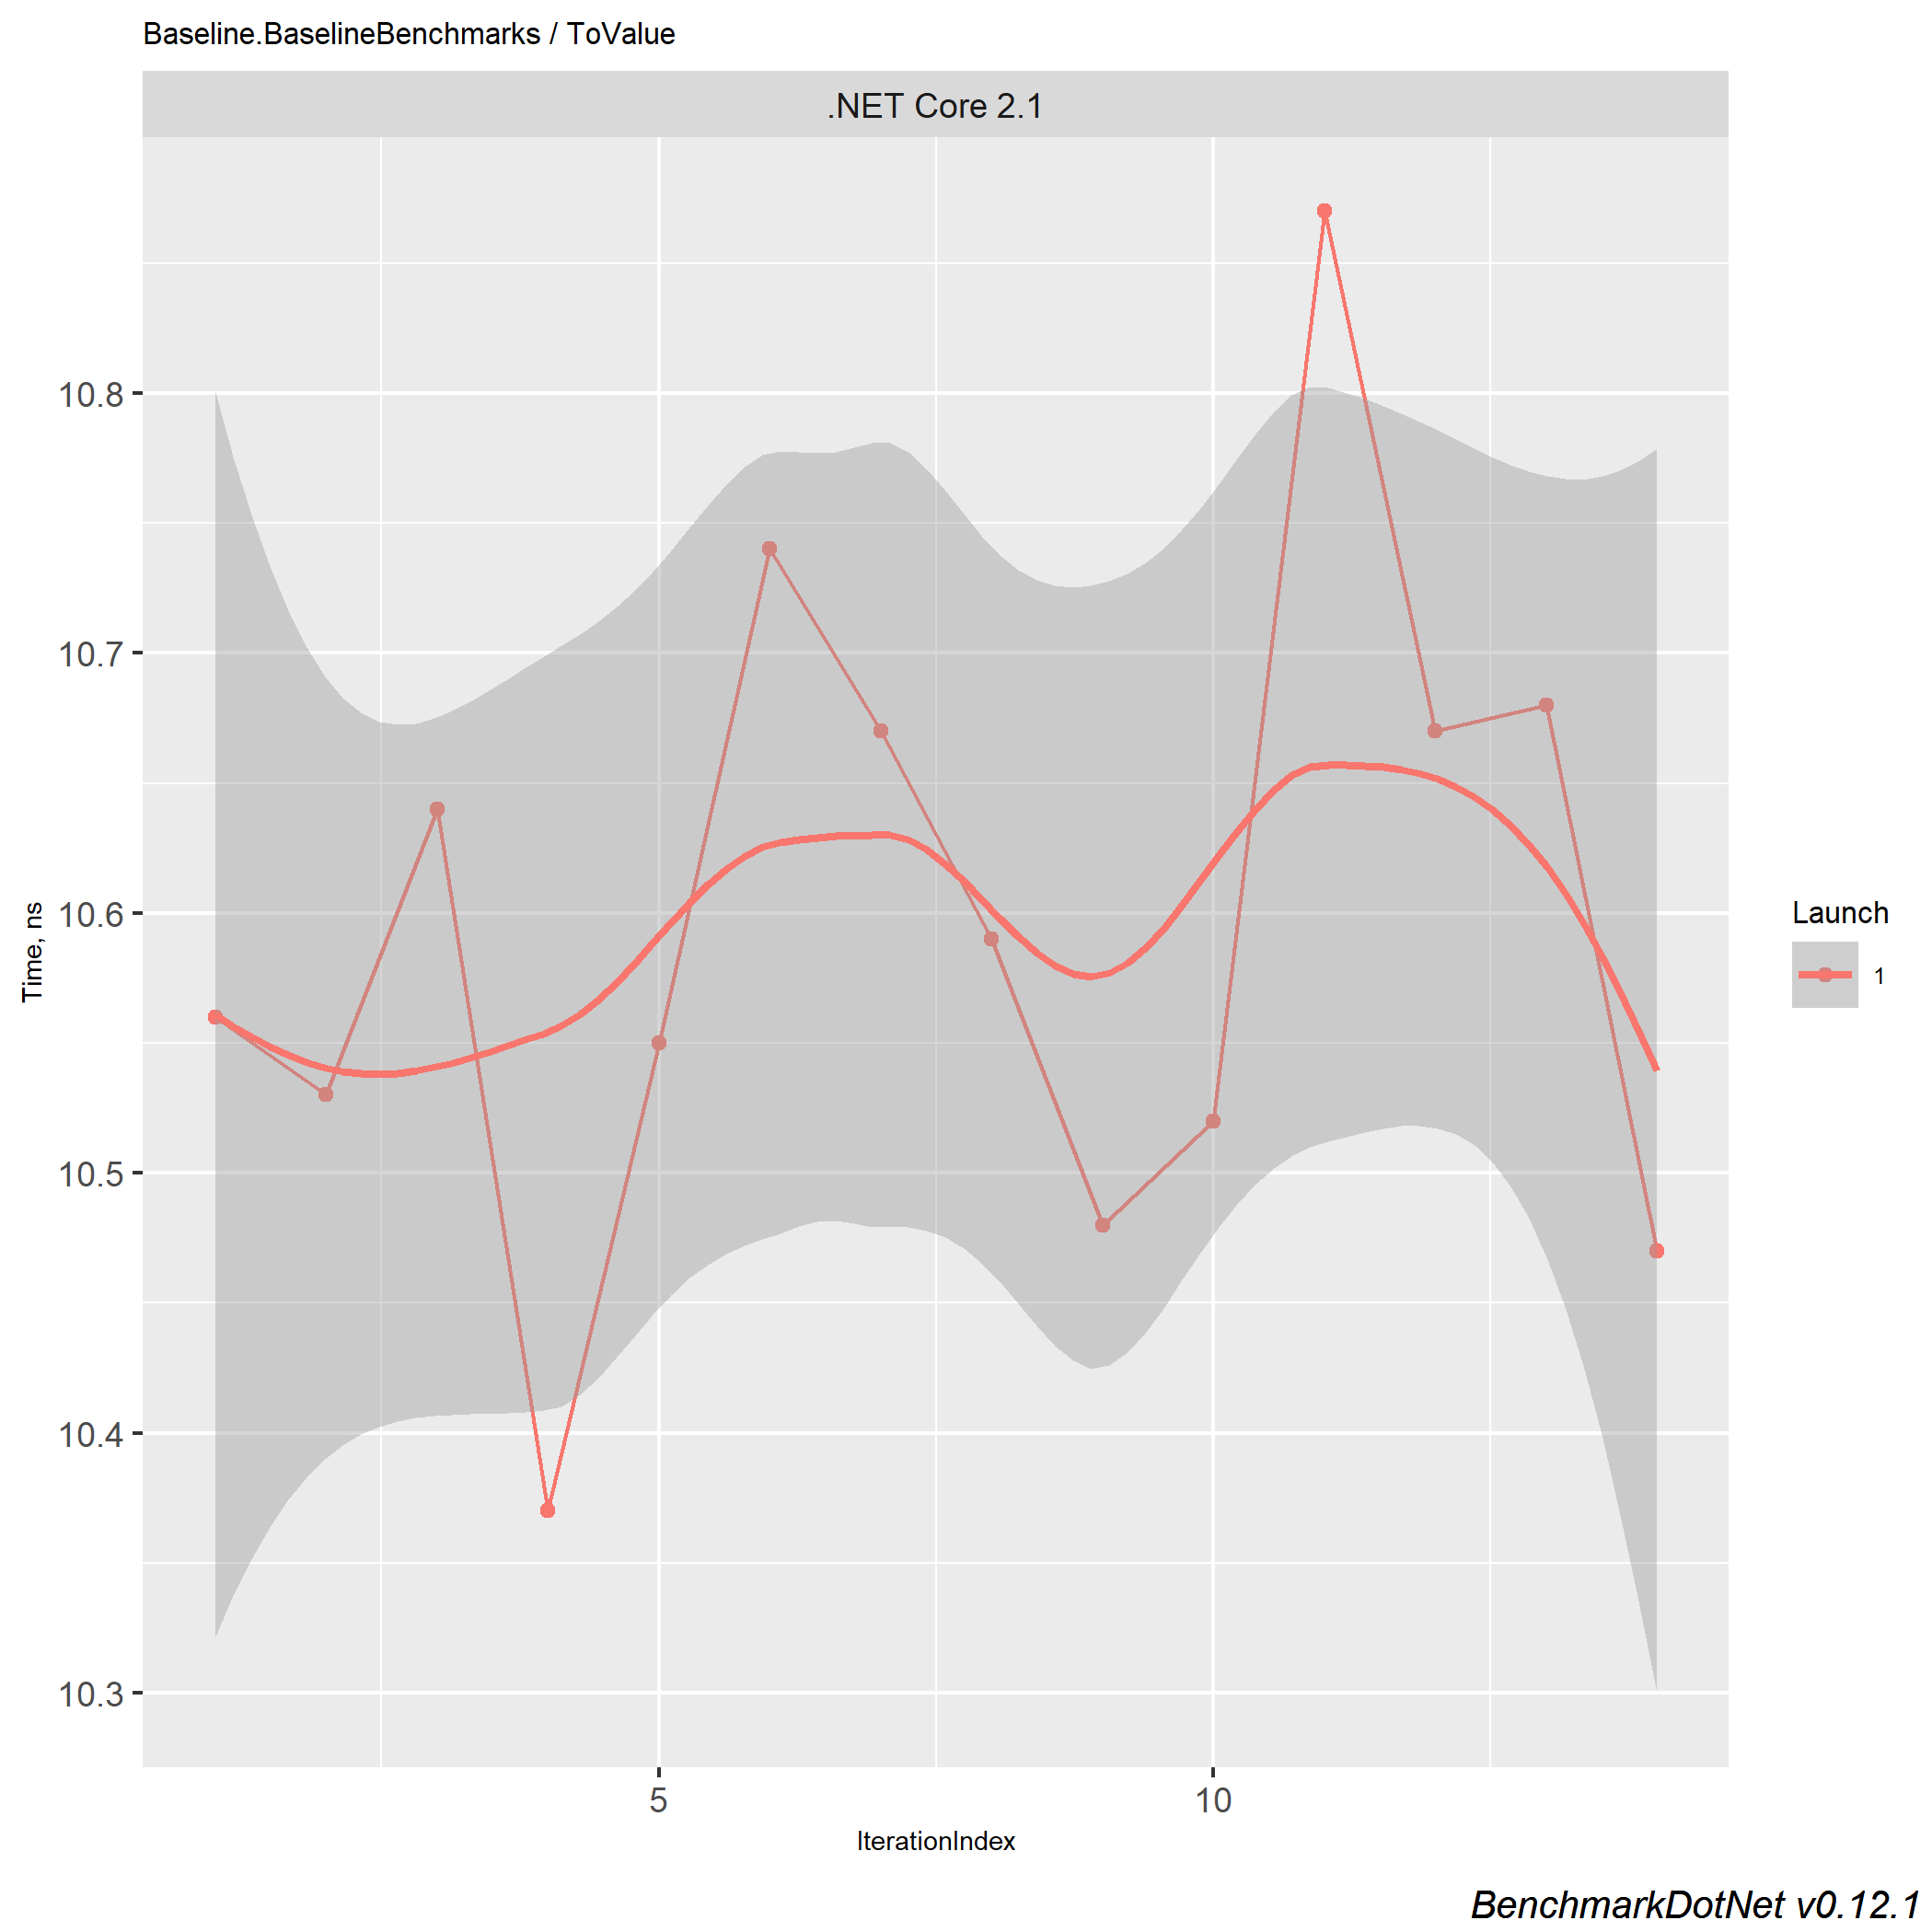 Baseline.BaselineBenchmarks / ToValue
.NET Core 2.1
10.8
10.7
10.6
10.5
10.4
10.3
Time, ns
5
10
IterationIndex
Launch
1
BenchmarkDotNet v0.12.1